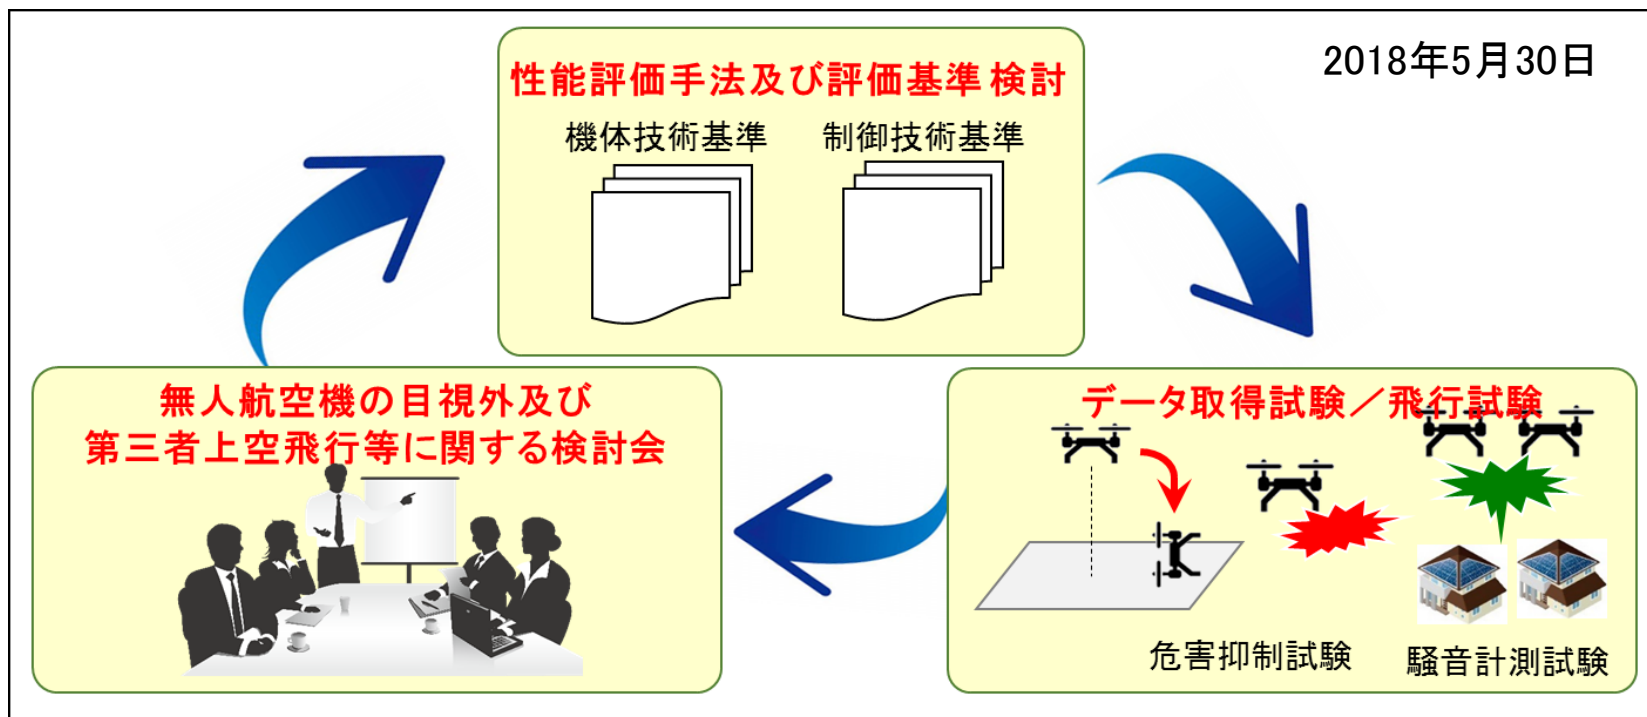 2018年5月30日
性能評価手法及び評価基準検討
機体技術基準
制御技術基準
無人航空機の目視外及び
第三者上空飛行等に関する検討会
データ取得試験／飛行試験
危害抑制試験
騒音計測試験